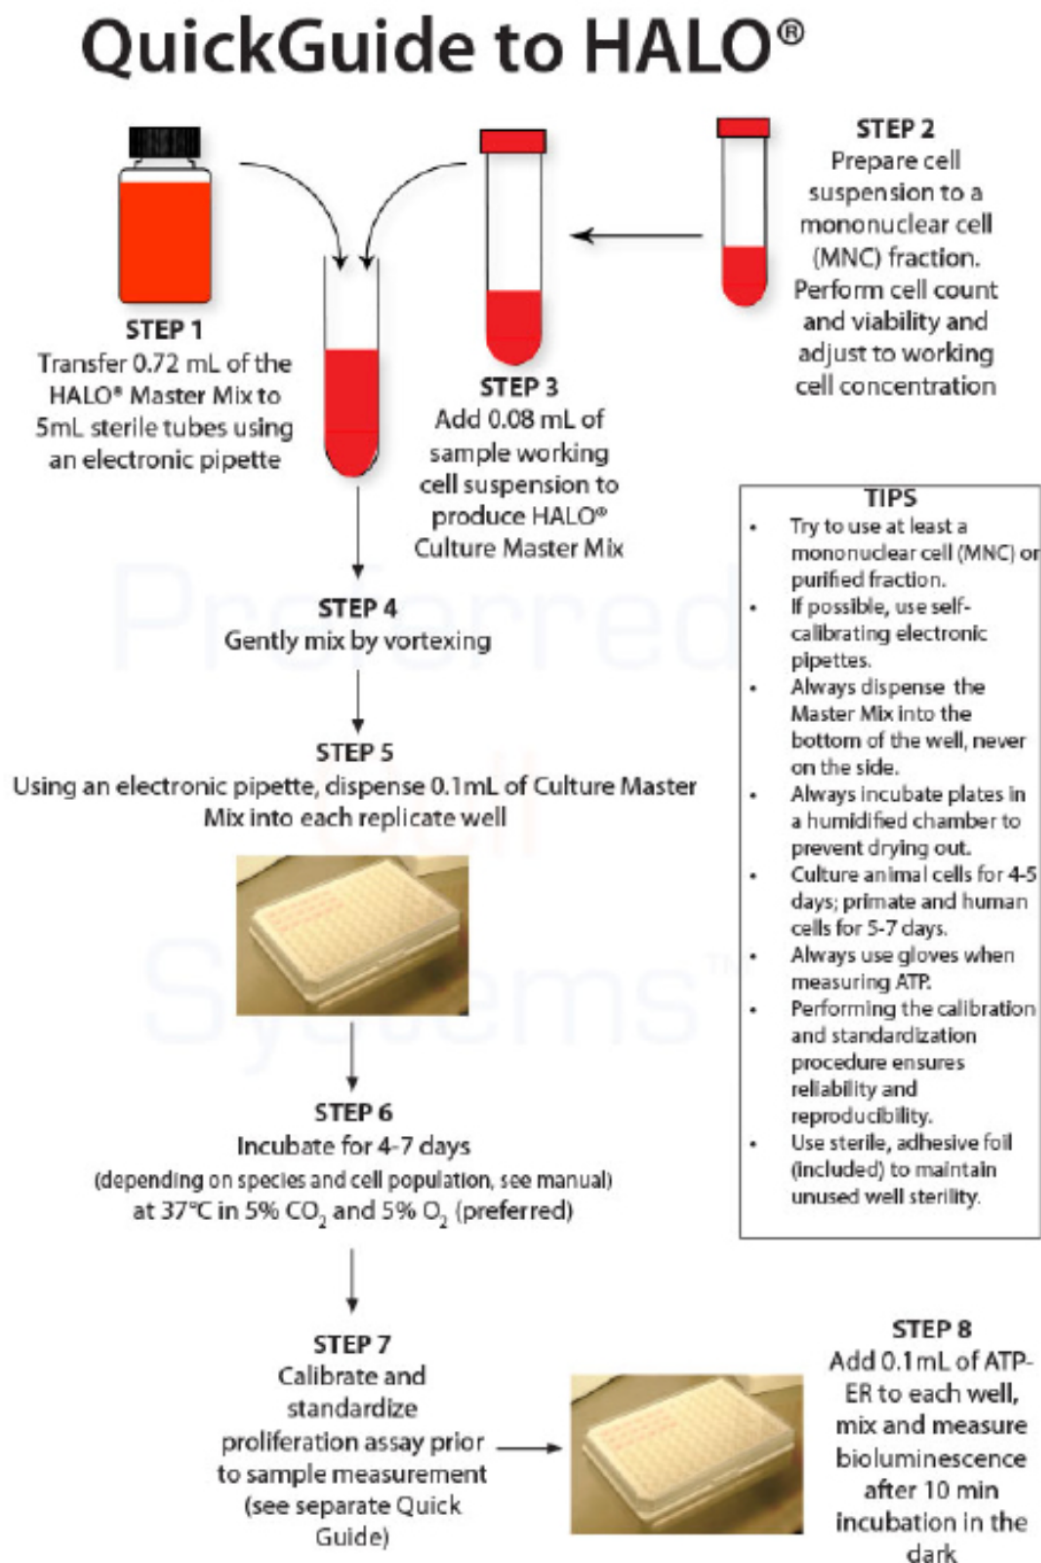 QuickGuide to HALO®
STEP 1
Transfer 0.72 mL of the
HALO® Master Mix to
5mL sterile tubes using
an electronic pipette
STEP 2
Prepare cell
suspension to a
mononuclear cell
(MNC) fraction.
Perform cell count
and viability and
adjust to working
cell concentration
STEP 3
Add 0.08 mL of
sample working
cell suspension to
produce HALO®
Culture Master Mix
STEP 4
Gently mix by vortexing
STEP 5
Using an electronic pipette, dispense 0.1mL of Culture Master
Mix into each replicate well
STEP 6
Incubate for 4-7 days
(depending on species and cell population, see manual)
at 37°C in 5% CO₂ and 5% O₂ (preferred)
STEP 7
Calibrate and
standardize
proliferation assay prior
to sample measurement
(see separate Quick
Guide)
STEP 8
Add 0.1mL of ATP-
ER to each well,
mix and measure
bioluminescence
after 10 min
incubation in the
dark
TIPS
• Try to use at least a
mononuclear cell (MNC) or
purified fraction.
• If possible, use self-
calibrating electronic
pipettes.
• Always dispense the
Master Mix into the
bottom of the well, never
on the side.
• Always incubate plates in
a humidified chamber to
prevent drying out.
• Culture animal cells for 4-5
days; primate and human
cells for 5-7 days.
• Always use gloves when
measuring ATP.
• Performing the calibration
and standardization
procedure ensures
reliability and
reproducibility.
• Use sterile, adhesive foil
(included) to maintain
unused well sterility.
Preferred
Cell
Systems™